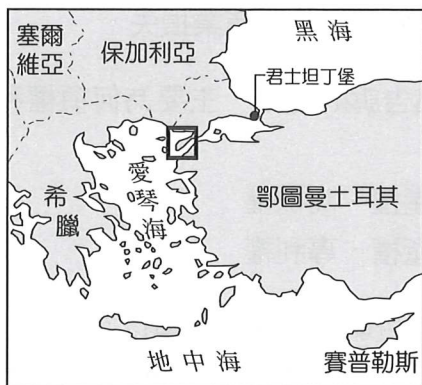 塞爾
維亞
保加利亞
黑海
君士坦丁堡
愛琴海
希臘
鄂圖曼土耳其
地中海
賽普勒斯